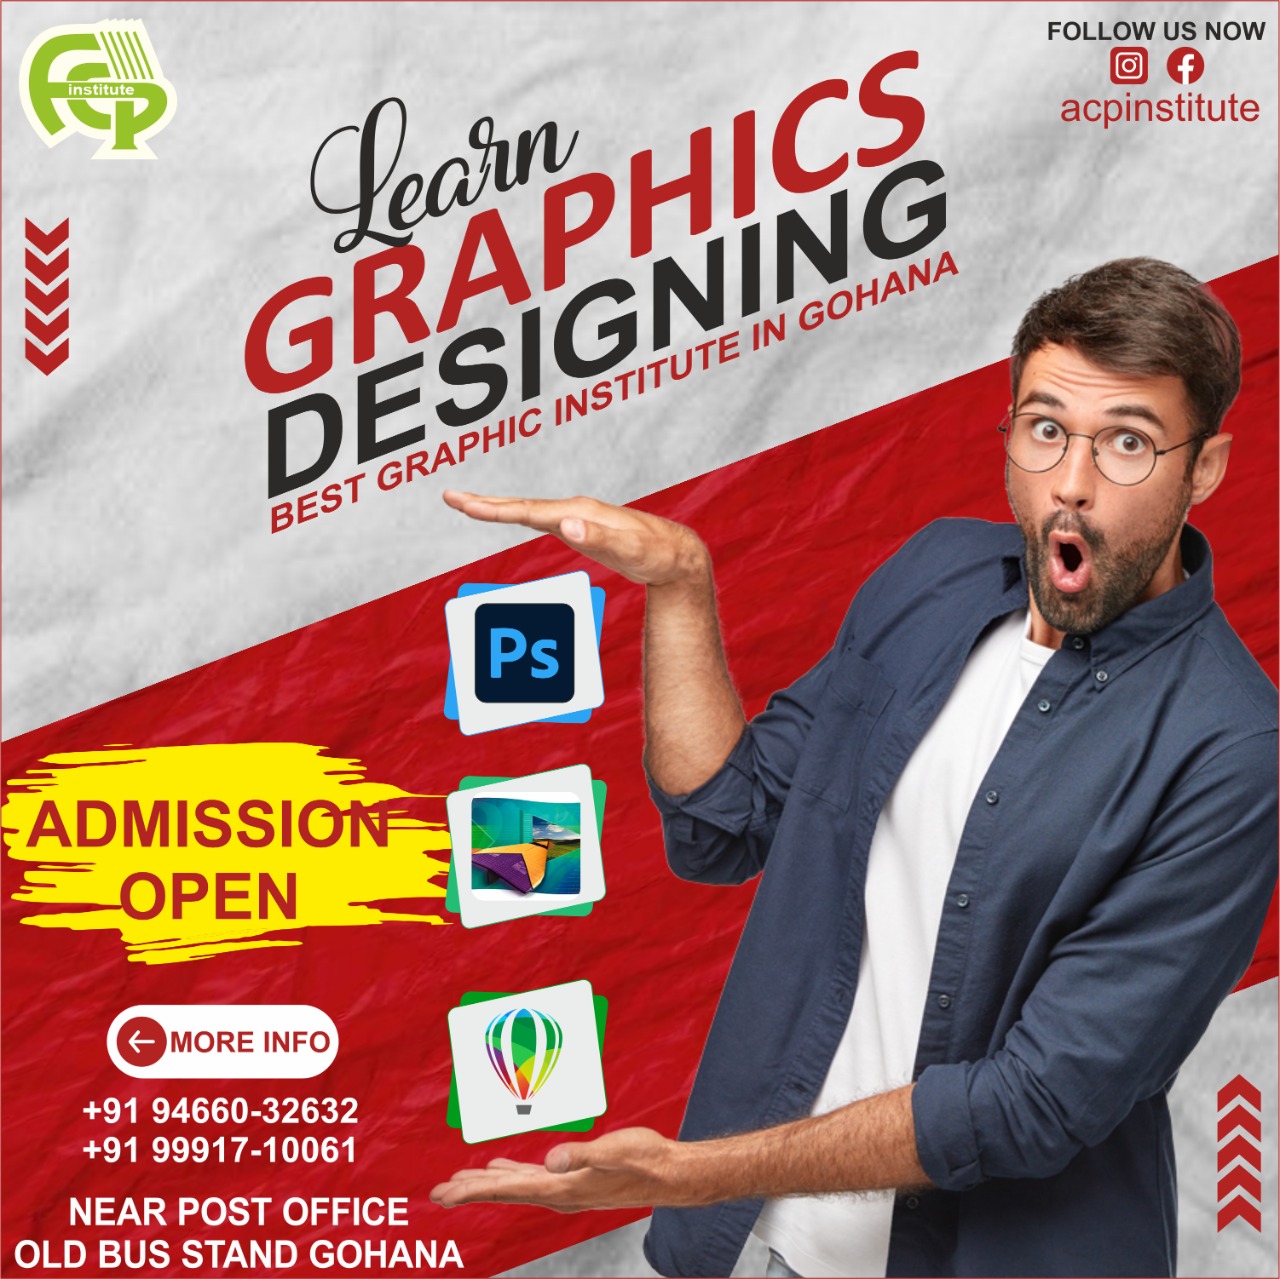 ACP
institute
FOLLOW US NOW
acpinstitute
Learn
GRAPHICS
DESIGNING
BEST GRAPHIC INSTITUTE IN GOHANA
Ps
ADMISSION
OPEN
MORE INFO
+91 94660-32632
+91 99917-10061
NEAR POST OFFICE
OLD BUS STAND GOHANA